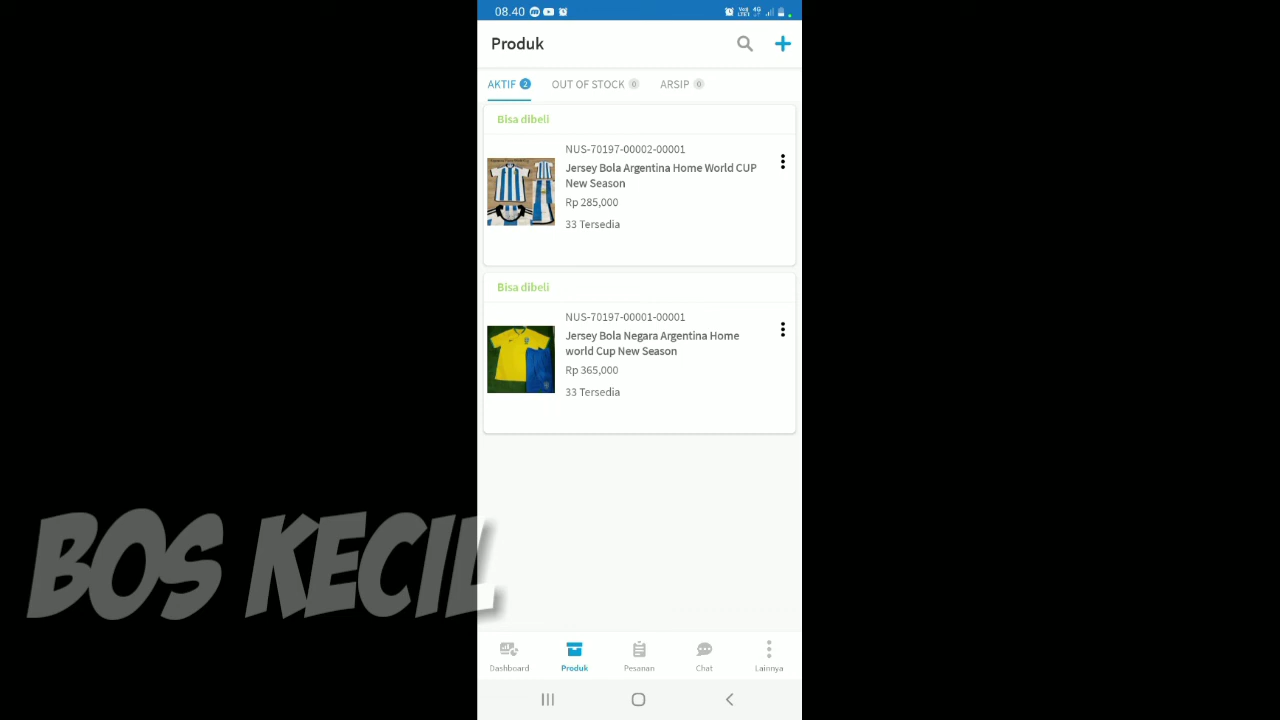 08.40
Produk
AKTIF 2 OUT OF STOCK 0 ARSIP 0
Bisa dibeli
NUS-70197-00002-00001
Jersey Bola Argentina Home World CUP
New Season
Rp 285,000
33 Tersedia
Bisa dibeli
NUS-70197-00001-00001
Jersey Bola Negara Argentina Home
world Cup New Season
Rp 365,000
33 Tersedia
BOS KECIL
Dashboard Produk Pesanan Chat Lainnya